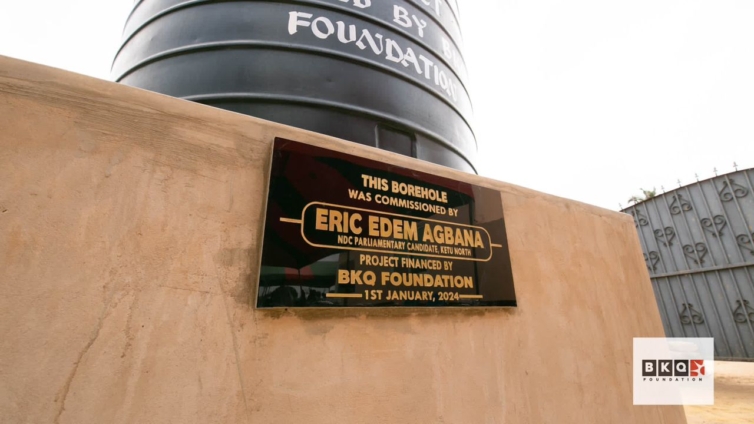 D BY
FOUNDATION
THIS BOREHOLE
WAS COMMISSIONED BY
ERIC EDEM AGBANA
NDC PARLIAMENTARY CANDIDATE, KETU NORTH
PROJECT FINANCED BY
BKQ FOUNDATION
1ST JANUARY, 2024
BKQ
FOUNDATION